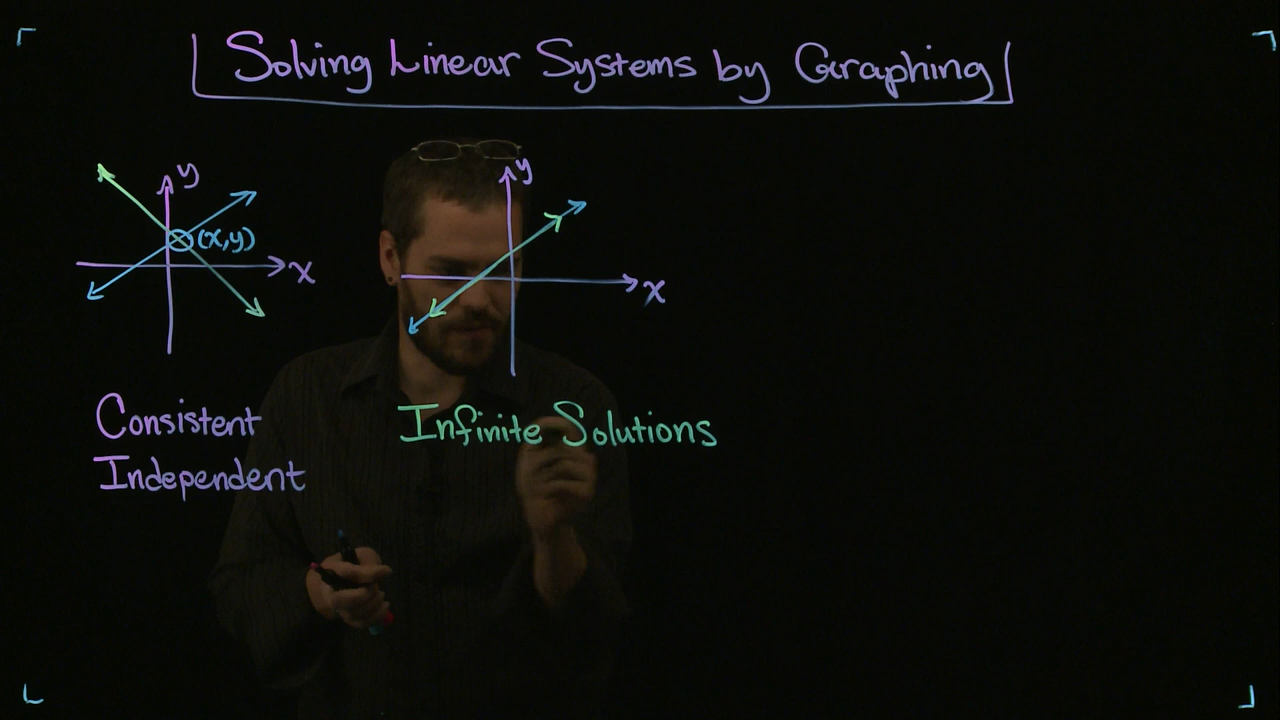 Solving Linear Systems by Graphing
y
(x,y)
x
y
x
Consistent
Independent
Infinite Solutions